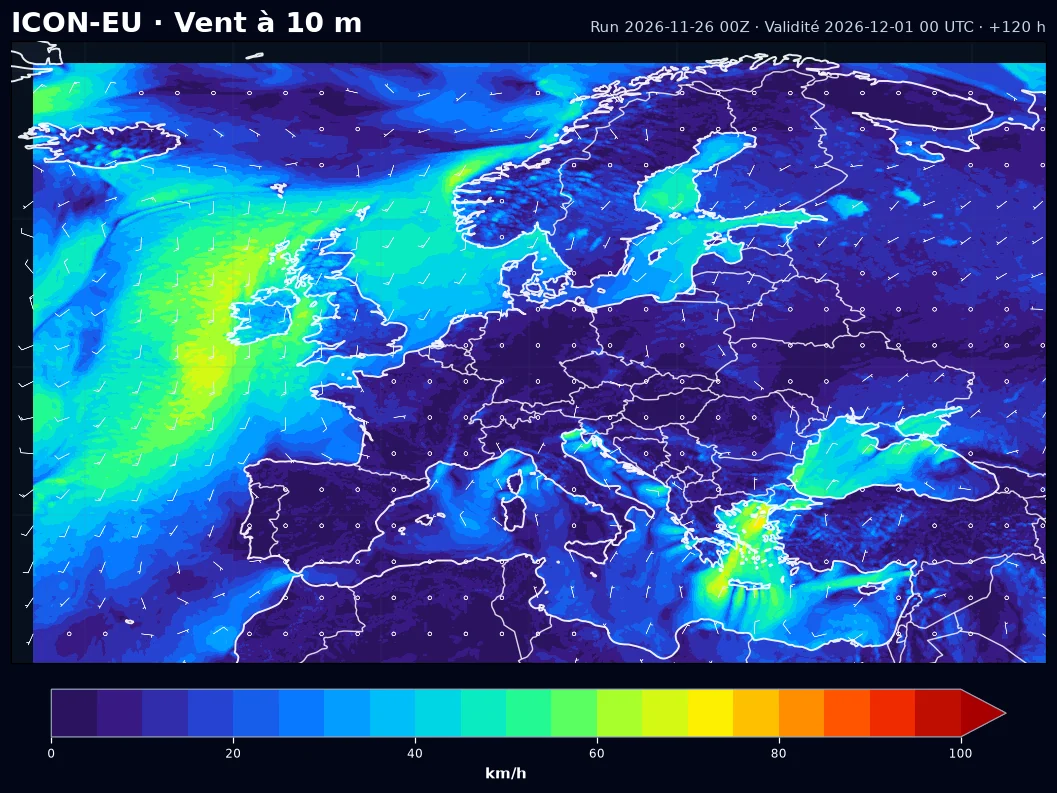 ICON-EU · Vent à 10 m
Run 2026-11-26 00Z · Validité 2026-12-01 00 UTC · +120 h
0 20 40 60 80 100
km/h